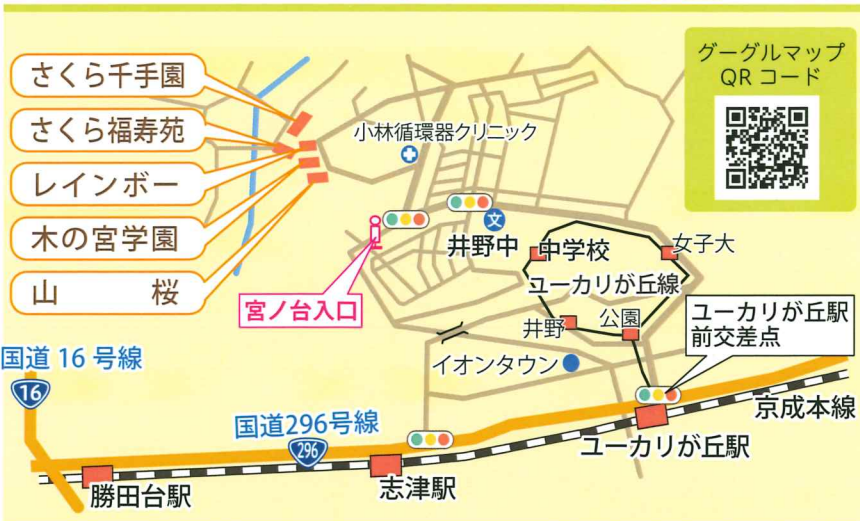 さくら千手園
さくら福寿苑
レインボー
木の宮学園
山　　桜
グーグルマップ
QRコード
小林循環器クリニック
文
井野中
中学校
女子大
ユーカリが丘線
宮ノ台入口
井野
公園
ユーカリが丘駅
前交差点
イオンタウン
国道16号線
16
国道296号線
296
京成本線
ユーカリが丘駅
志津駅
勝田台駅